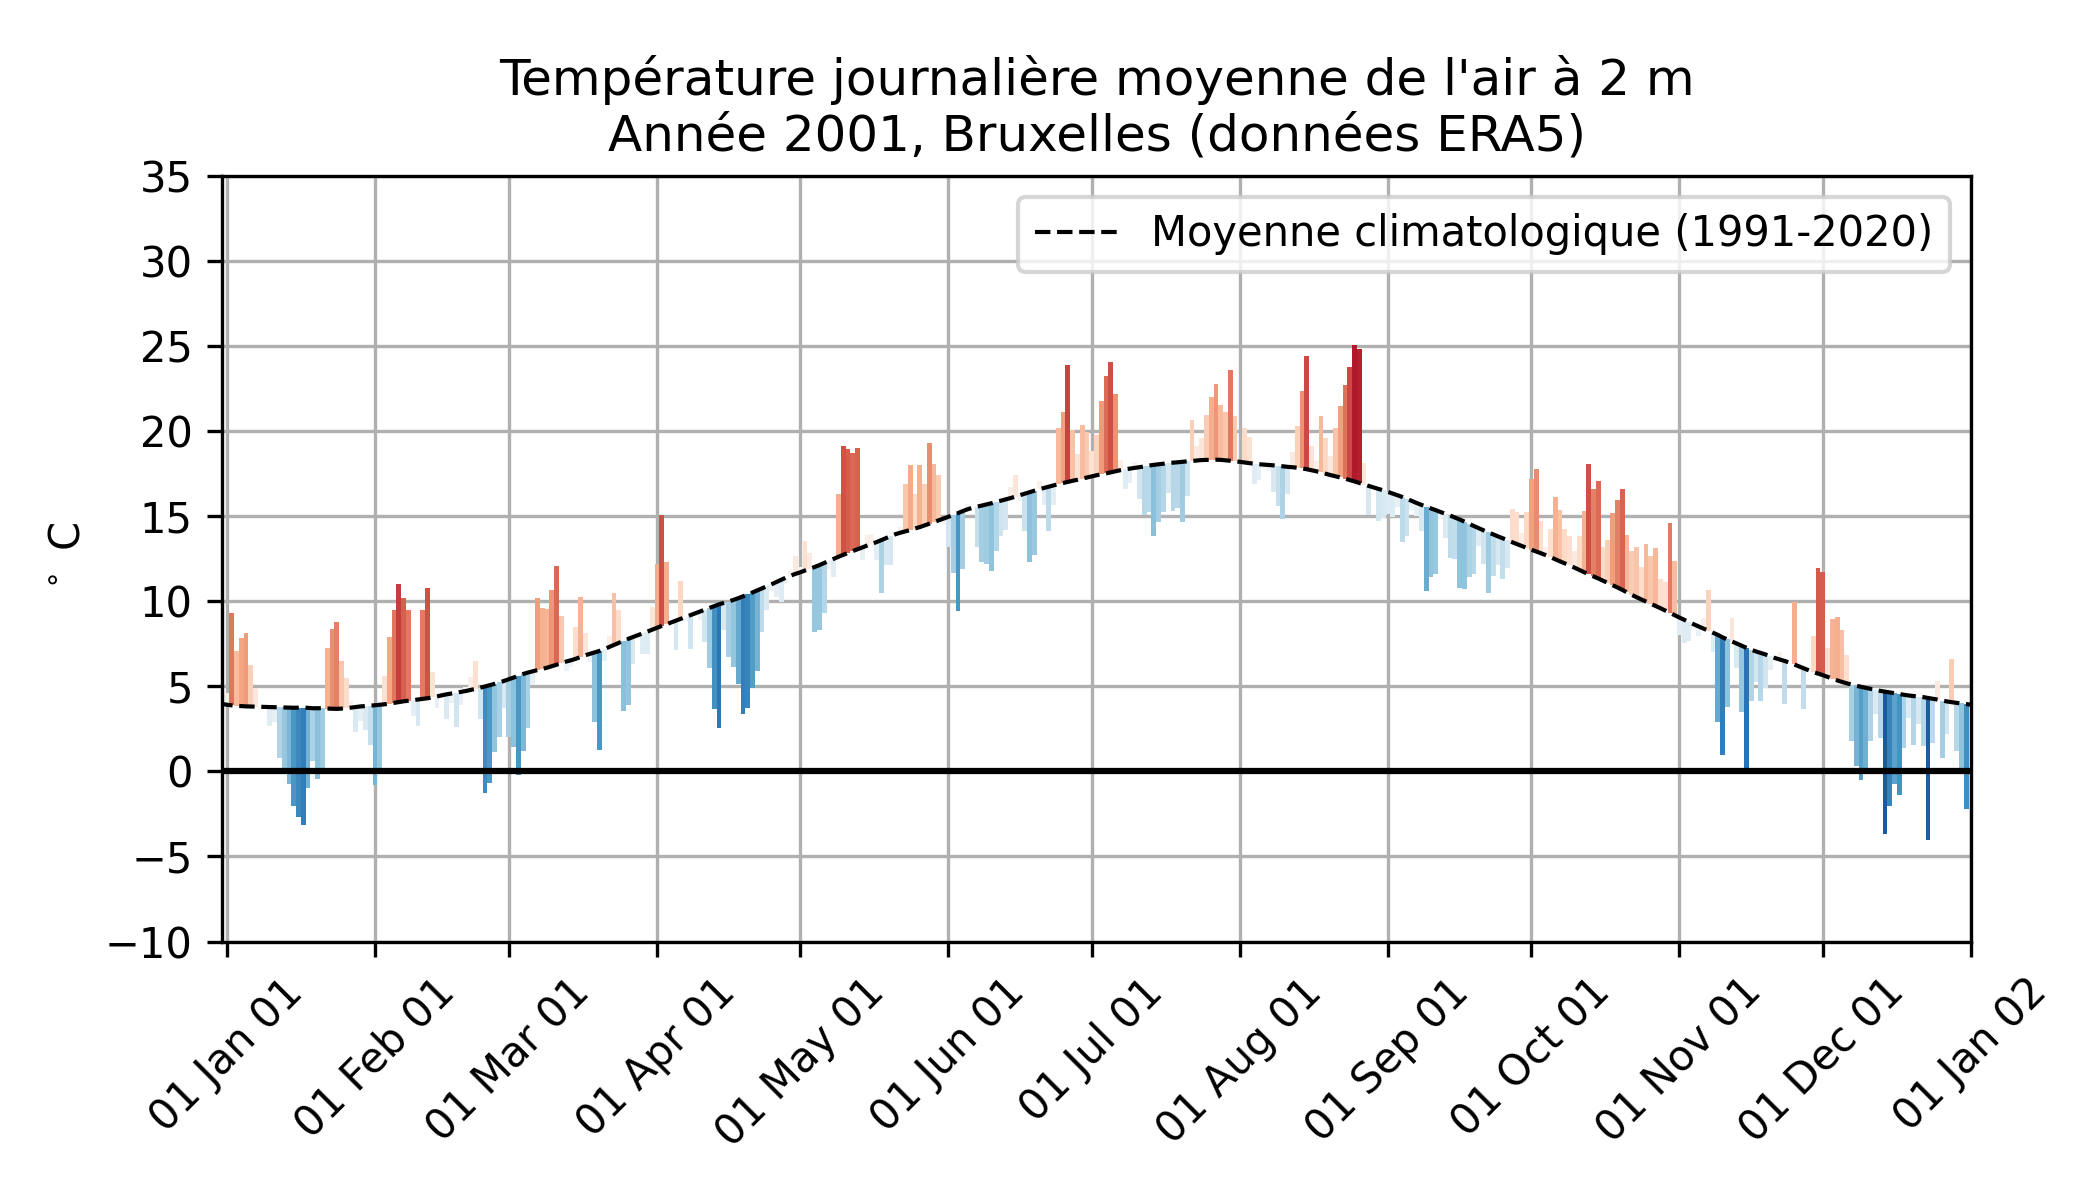 Température journalière moyenne de l'air à 2 m
Année 2001, Bruxelles (données ERA5)
Moyenne climatologique (1991-2020)
35
30
25
20
15
10
5
0
−5
−10
° C
01 Jan 01
01 Feb 01
01 Mar 01
01 Apr 01
01 May 01
01 Jun 01
01 Jul 01
01 Aug 01
01 Sep 01
01 Oct 01
01 Nov 01
01 Dec 01
01 Jan 02